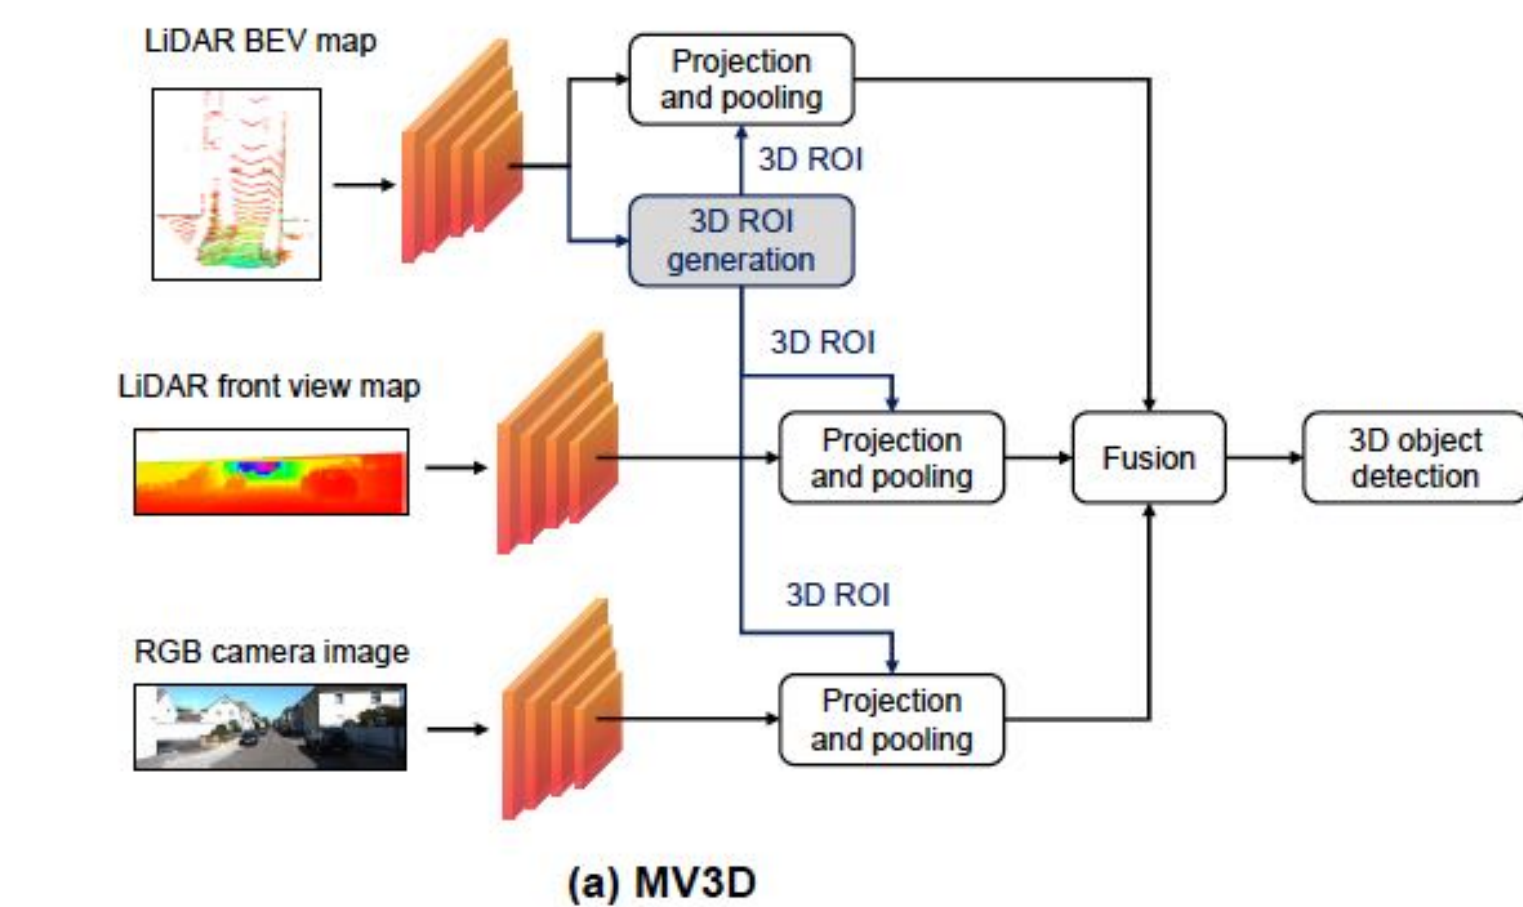 LiDAR BEV map
Projection
and pooling
3D ROI
3D ROI
generation
3D ROI
LiDAR front view map
Projection
and pooling
Fusion
3D object
detection
3D ROI
RGB camera image
Projection
and pooling
(a) MV3D